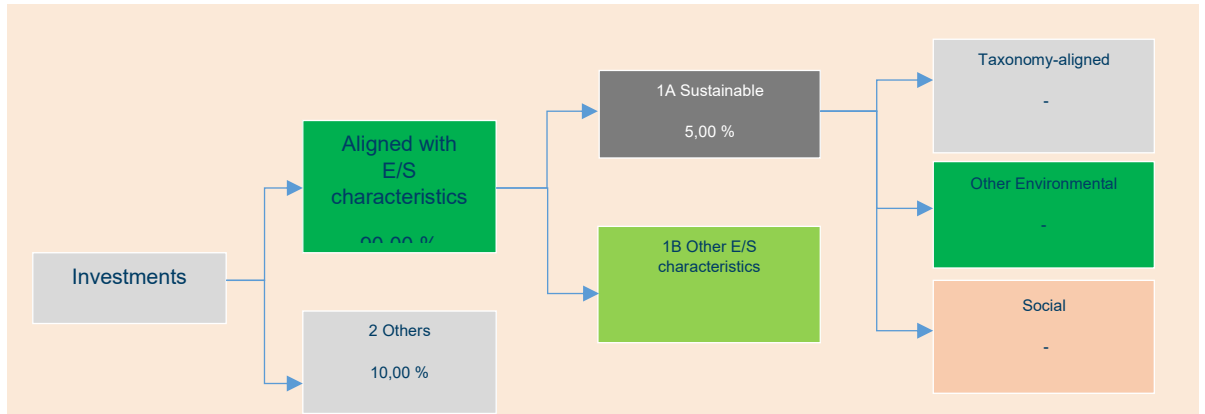 Investments
Aligned with
E/S
characteristics
2 Others
10,00 %
1A Sustainable
5,00 %
1B Other E/S
characteristics
Taxonomy-aligned
-
Other Environmental
-
Social
-